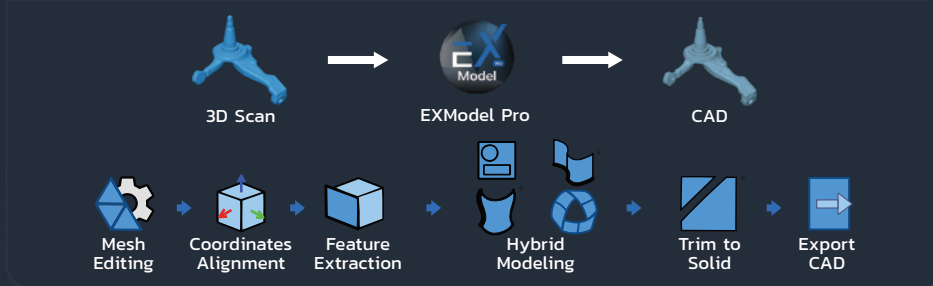 EX
Model
3D Scan
EXModel Pro
CAD
Mesh
Editing
Coordinates
Alignment
Feature
Extraction
Hybrid
Modeling
Trim to
Solid
Export
CAD